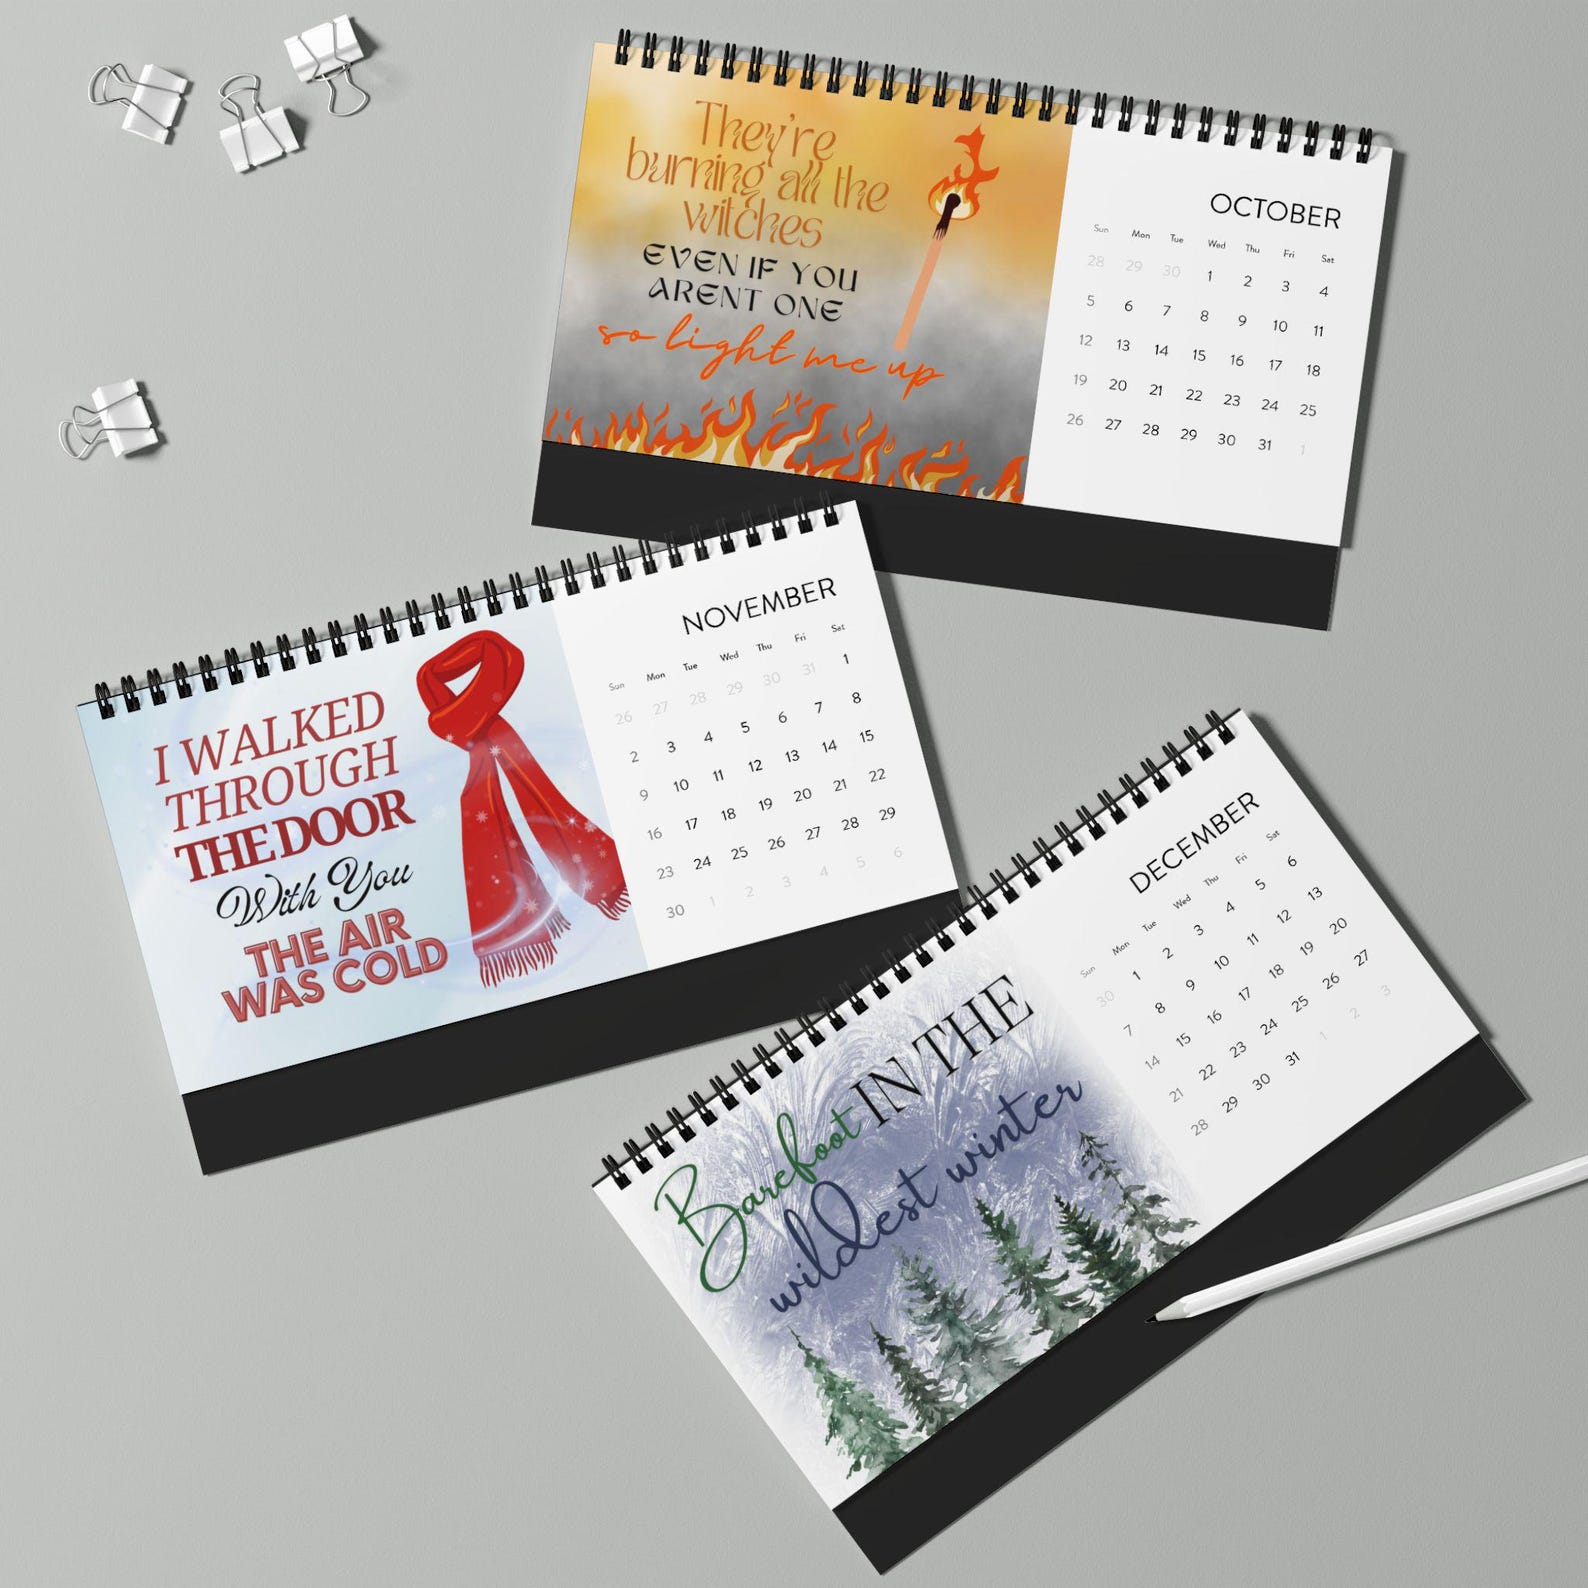 They're
burning all the
witches
EVEN IF YOU
ARENT ONE
so light me up
OCTOBER
Sun Mon Tue Wed Thu Fri Sat
28 29 30 1 2 3 4
5 6 7 8 9 10 11
12 13 14 15 16 17 18
19 20 21 22 23 24 25
26 27 28 29 30 31 1
I WALKED
THROUGH
THE DOOR
With You
THE AIR
WAS COLD
NOVEMBER
Sun Mon Tue Wed Thu Fri Sat
26 27 28 29 30 31 1
2 3 4 5 6 7 8
9 10 11 12 13 14 15
16 17 18 19 20 21 22
23 24 25 26 27 28 29
30 1 2 3 4 5 6
Barefoot IN THE
wildest winter
DECEMBER
Sun Mon Tue Wed Thu Fri Sat
30 1 2 3 4 5 6
7 8 9 10 11 12 13
14 15 16 17 18 19 20
21 22 23 24 25 26 27
28 29 30 31 1 2 3